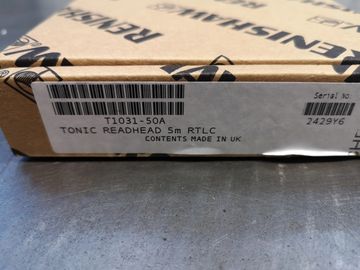 RENISHAW
RENISHAW
T1031-50A
TONIC READHEAD 5m RTLC
CONTENTS MADE IN UK
Serial No
2429Y6